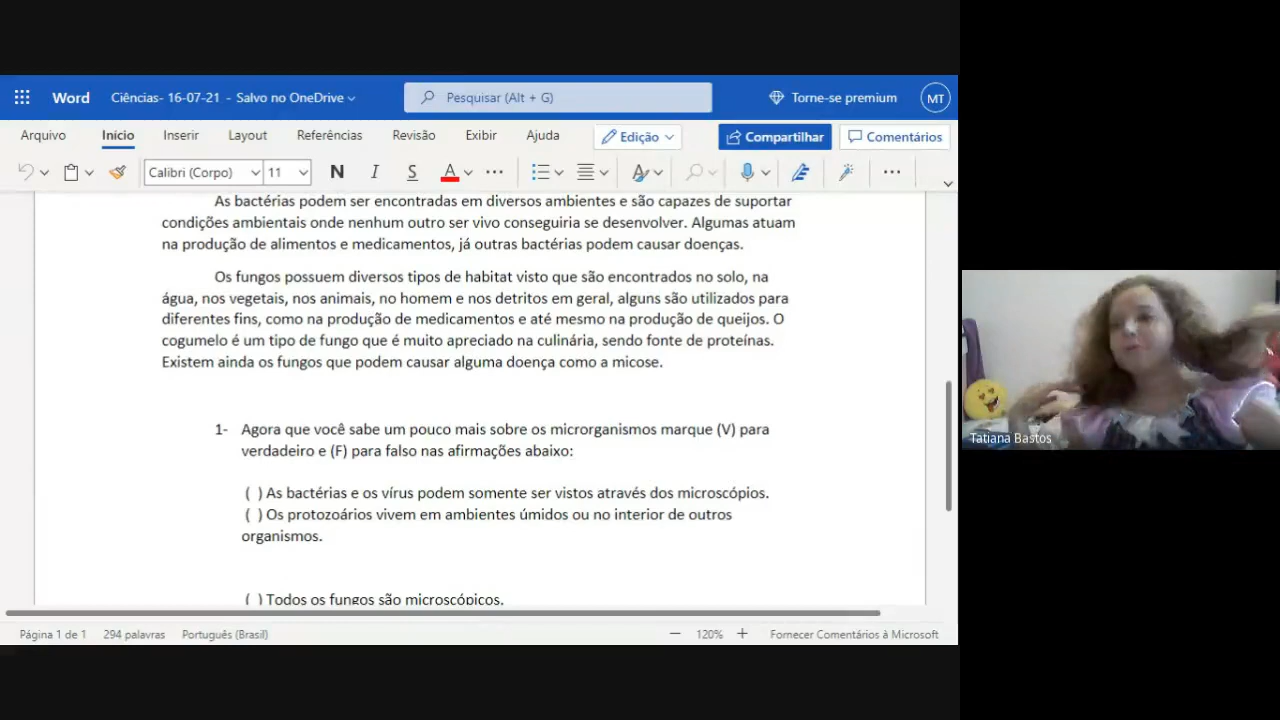 Word Ciências- 16-07-21 - Salvo no OneDrive Pesquisar (Alt + G) Torne-se premium MT
Arquivo Início Inserir Layout Referências Revisão Exibir Ajuda Edição Compartilhar Comentários
Calibri (Corpo) 11 N I S A
As bactérias podem ser encontradas em diversos ambientes e são capazes de suportar
condições ambientais onde nenhum outro ser vivo conseguiria se desenvolver. Algumas atuam
na produção de alimentos e medicamentos, já outras bactérias podem causar doenças.
Os fungos possuem diversos tipos de habitat visto que são encontrados no solo, na
água, nos vegetais, nos animais, no homem e nos detritos em geral, alguns são utilizados para
diferentes fins, como na produção de medicamentos e até mesmo na produção de queijos. O
cogumelo é um tipo de fungo que é muito apreciado na culinária, sendo fonte de proteínas.
Existem ainda os fungos que podem causar alguma doença como a micose.
1- Agora que você sabe um pouco mais sobre os microrganismos marque (V) para
verdadeiro e (F) para falso nas afirmações abaixo:
( ) As bactérias e os vírus podem somente ser vistos através dos microscópios.
( ) Os protozoários vivem em ambientes úmidos ou no interior de outros
organismos.
( ) Todos os fungos são microscópicos.
Página 1 de 1 294 palavras Português (Brasil) 120% Fornecer Comentários à Microsoft
Tatiana Bastos